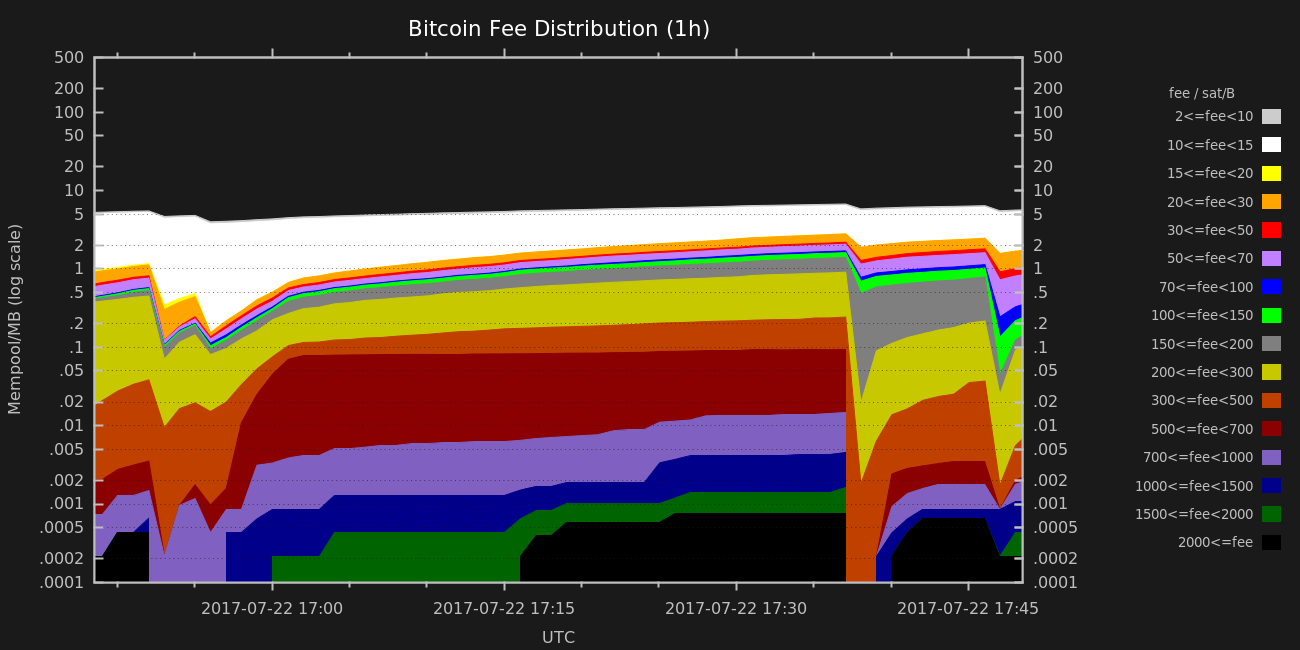 Bitcoin Fee Distribution (1h)
Mempool/MB (log scale)
500
200
100
50
20
10
5
2
1
.5
.2
.1
.05
.02
.01
.005
.002
.001
.0005
.0002
.0001
500
200
100
50
20
10
5
2
1
.5
.2
.1
.05
.02
.01
.005
.002
.001
.0005
.0002
.0001
2017-07-22 17:00
2017-07-22 17:15
2017-07-22 17:30
2017-07-22 17:45
UTC
fee / sat/B
2<=fee<10
10<=fee<15
15<=fee<20
20<=fee<30
30<=fee<50
50<=fee<70
70<=fee<100
100<=fee<150
150<=fee<200
200<=fee<300
300<=fee<500
500<=fee<700
700<=fee<1000
1000<=fee<1500
1500<=fee<2000
2000<=fee